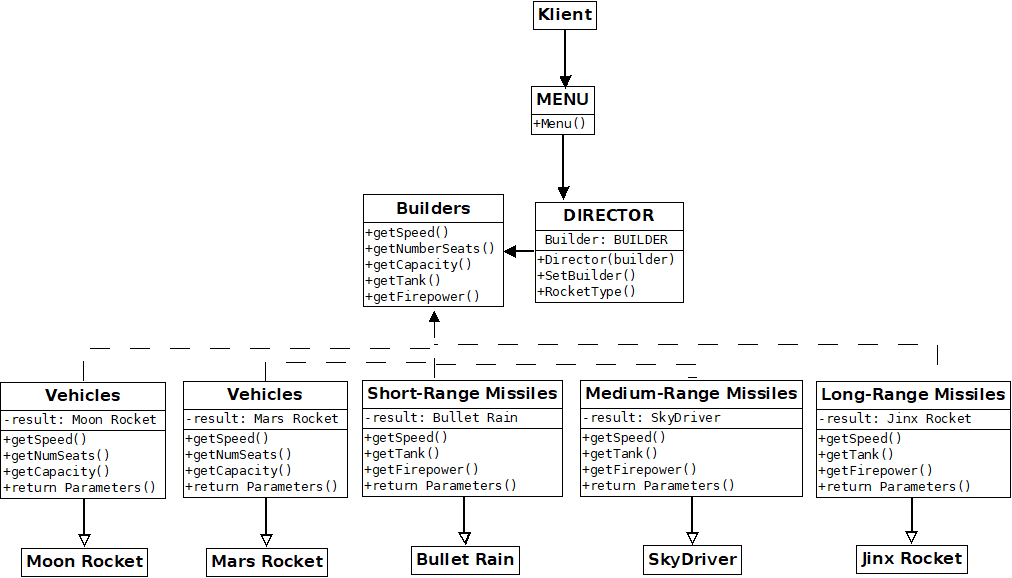 Klient
MENU
+Menu()
Builders
+getSpeed()
+getNumberSeats()
+getCapacity()
+getTank()
+getFirepower()
DIRECTOR
Builder: BUILDER
+Director(builder)
+SetBuilder()
+RocketType()
Vehicles
-result: Moon Rocket
+getSpeed()
+getNumSeats()
+getCapacity()
+return Parameters()
Vehicles
-result: Mars Rocket
+getSpeed()
+getNumSeats()
+getCapacity()
+return Parameters()
Short-Range Missiles
-result: Bullet Rain
+getSpeed()
+getTank()
+getFirepower()
+return Parameters()
Medium-Range Missiles
-result: SkyDriver
+getSpeed()
+getTank()
+getFirepower()
+return Parameters()
Long-Range Missiles
-result: Jinx Rocket
+getSpeed()
+getTank()
+getFirepower()
+return Parameters()
Moon Rocket
Mars Rocket
Bullet Rain
SkyDriver
Jinx Rocket